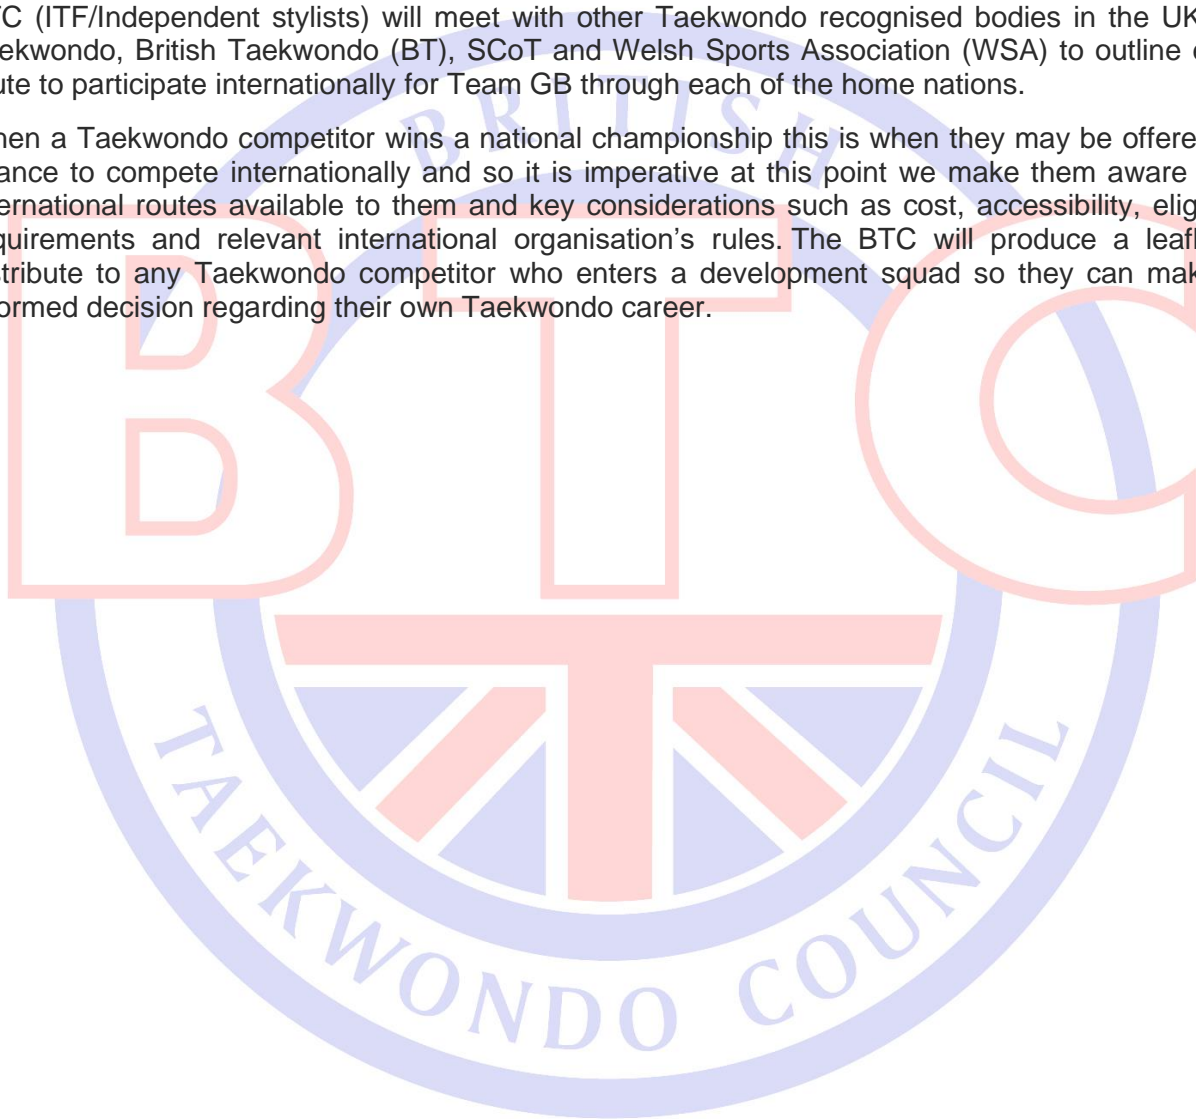 TC (ITF/Independent stylists) will meet with other Taekwondo recognised bodies in the UK
ekwondo, British Taekwondo (BT), SCoT and Welsh Sports Association (WSA) to outline
ute to participate internationally for Team GB through each of the home nations.
hen a Taekwondo competitor wins a national championship this is when they may be offere
ance to compete internationally and so it is imperative at this point we make them aware
ernational routes available to them and key considerations such as cost, accessibility, elig
quirements and relevant international organisation's rules. The BTC will produce a leafl
stribute to any Taekwondo competitor who enters a development squad so they can mak
ormed decision regarding their own Taekwondo career.
BRITISH
BTC
TAEKWONDO COUNCIL